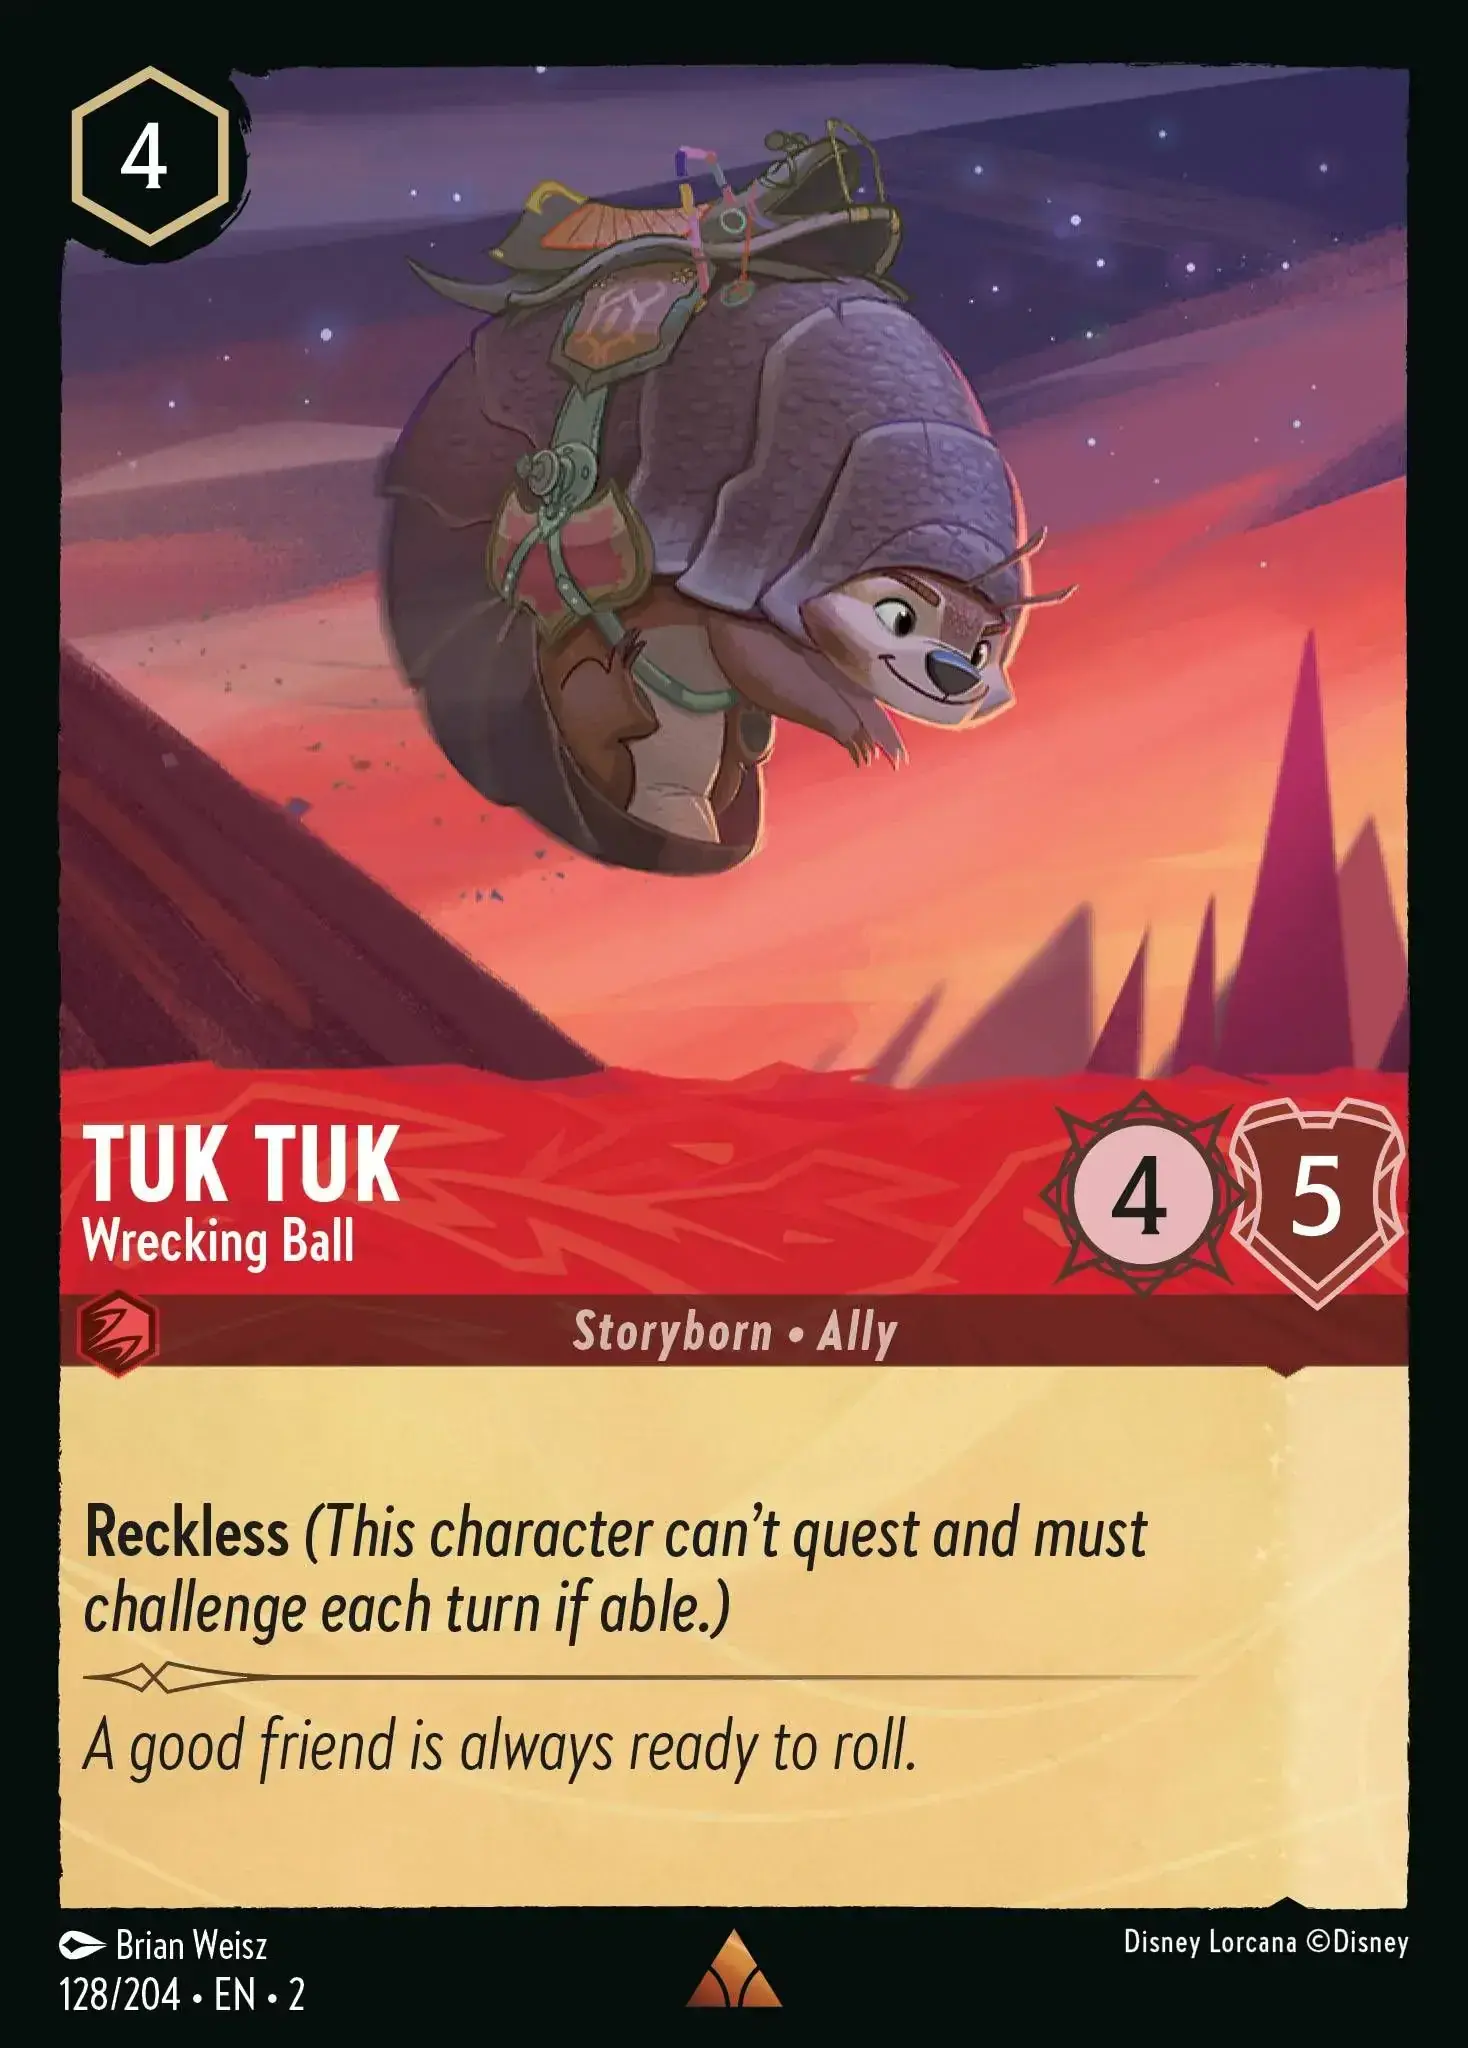 4
TUK TUK
Wrecking Ball
4
5
Storyborn • Ally
Reckless (This character can't quest and must
challenge each turn if able.)
A good friend is always ready to roll.
Brian Weisz
Disney Lorcana ©Disney
128/204 • EN • 2